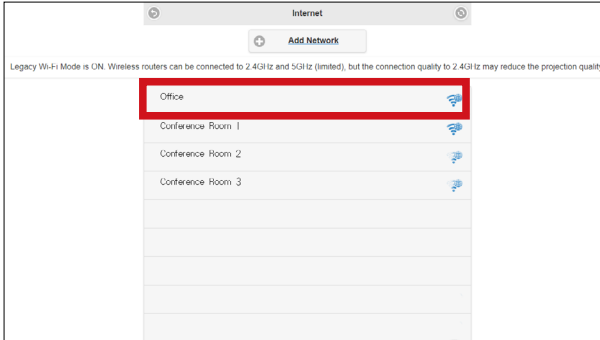 Internet
Add Network
Legacy Wi-Fi Mode is ON. Wireless routers can be connected to 2.4GHz and 5GHz (limited), but the connection quality to 2.4GHz may reduce the projection quality
Office
Conference Room 1
Conference Room 2
Conference Room 3